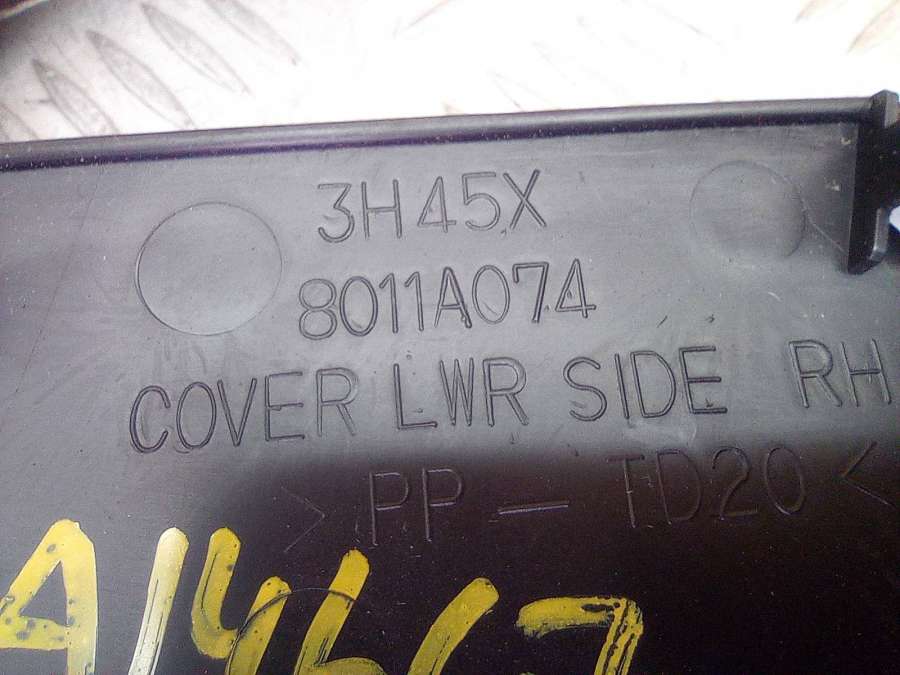 3H45X
8011A074
COVER LWR SIDE RH
>PP-TD20<